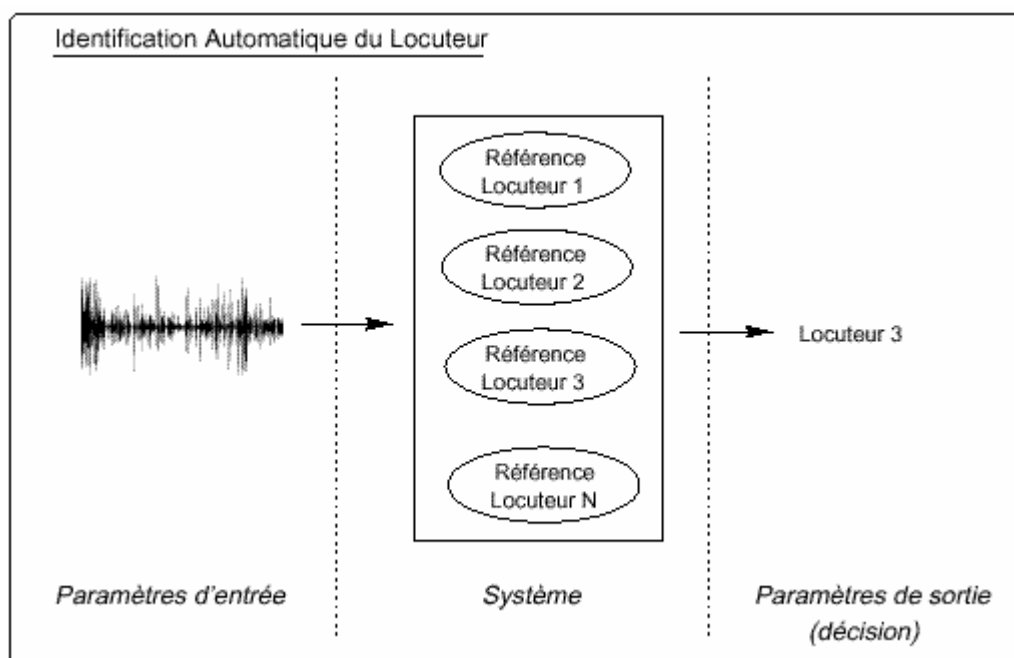 Identification Automatique du Locuteur
Référence
Locuteur 1
Référence
Locuteur 2
Référence
Locuteur 3
Référence
Locuteur N
Locuteur 3
Paramètres d'entrée
Système
Paramètres de sortie
(décision)